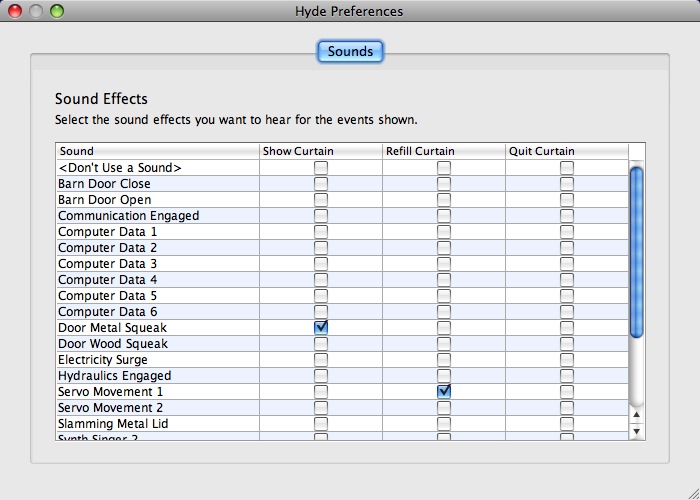 Hyde Preferences
Sounds
Sound Effects
Select the sound effects you want to hear for the events shown.
Sound Show Curtain Refill Curtain Quit Curtain
<Don't Use a Sound>
Barn Door Close
Barn Door Open
Communication Engaged
Computer Data 1
Computer Data 2
Computer Data 3
Computer Data 4
Computer Data 5
Computer Data 6
Door Metal Squeak
Door Wood Squeak
Electricity Surge
Hydraulics Engaged
Servo Movement 1
Servo Movement 2
Slamming Metal Lid
Synth Singer 2